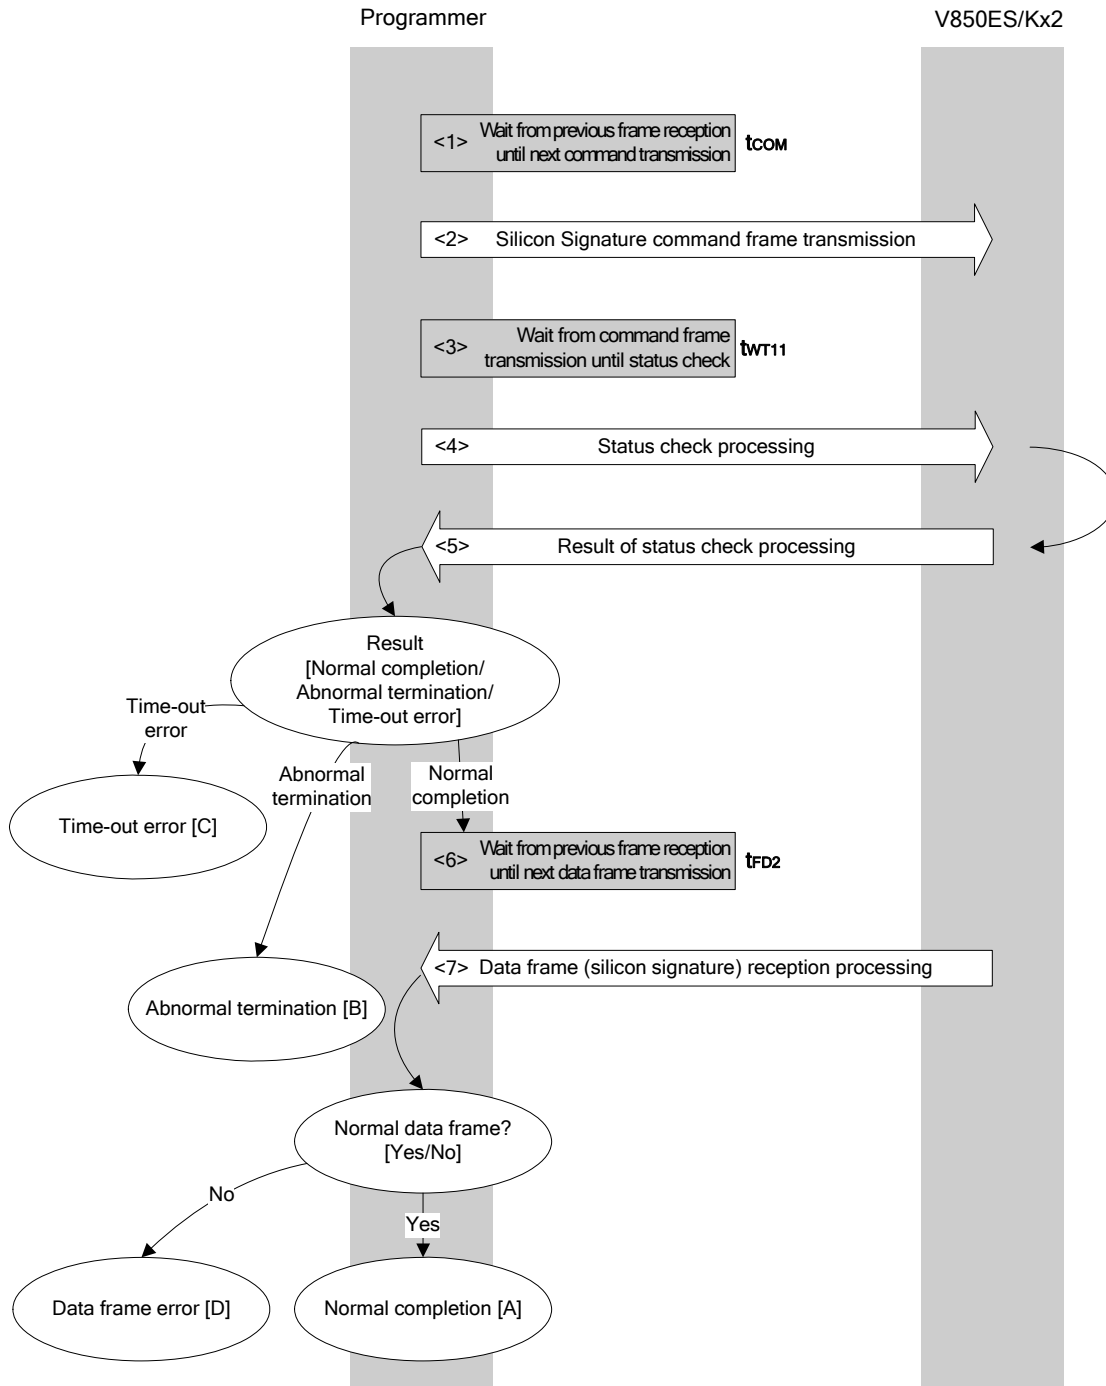 Programmer
V850ES/Kx2
<1> Wait from previous frame reception
until next command transmission
tCOM
<2> Silicon Signature command frame transmission
<3> Wait from command frame
transmission until status check
tWT11
<4> Status check processing
<5> Result of status check processing
Result
[Normal completion/
Abnormal termination/
Time-out error]
Time-out
error
Abnormal
termination
Normal
completion
Time-out error [C]
<6> Wait from previous frame reception
until next data frame transmission
tFD2
<7> Data frame (silicon signature) reception processing
Abnormal termination [B]
Normal data frame?
[Yes/No]
No
Yes
Data frame error [D]
Normal completion [A]